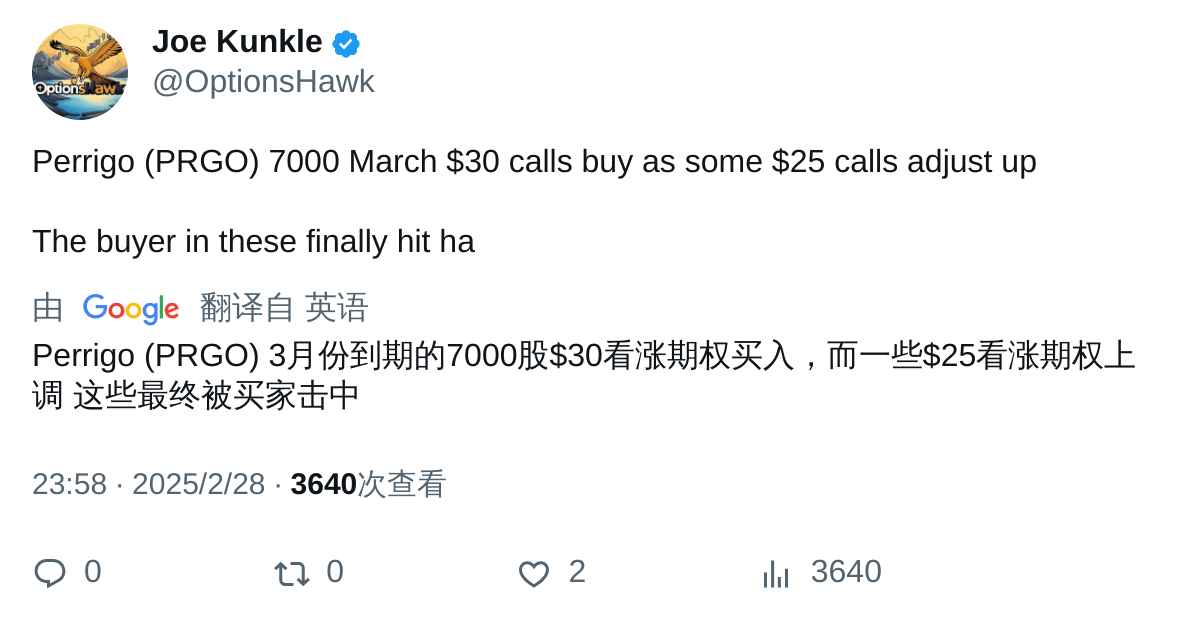 OptionsHawk
Joe Kunkle
@OptionsHawk
Perrigo (PRGO) 7000 March $30 calls buy as some $25 calls adjust up
The buyer in these finally hit ha
由 Google 翻译自 英语
Perrigo (PRGO) 3月份到期的7000股$30看涨期权买入，而一些$25看涨期权上
调 这些最终被买家击中
23:58 · 2025/2/28 · 3640次查看
0 0 2 3640